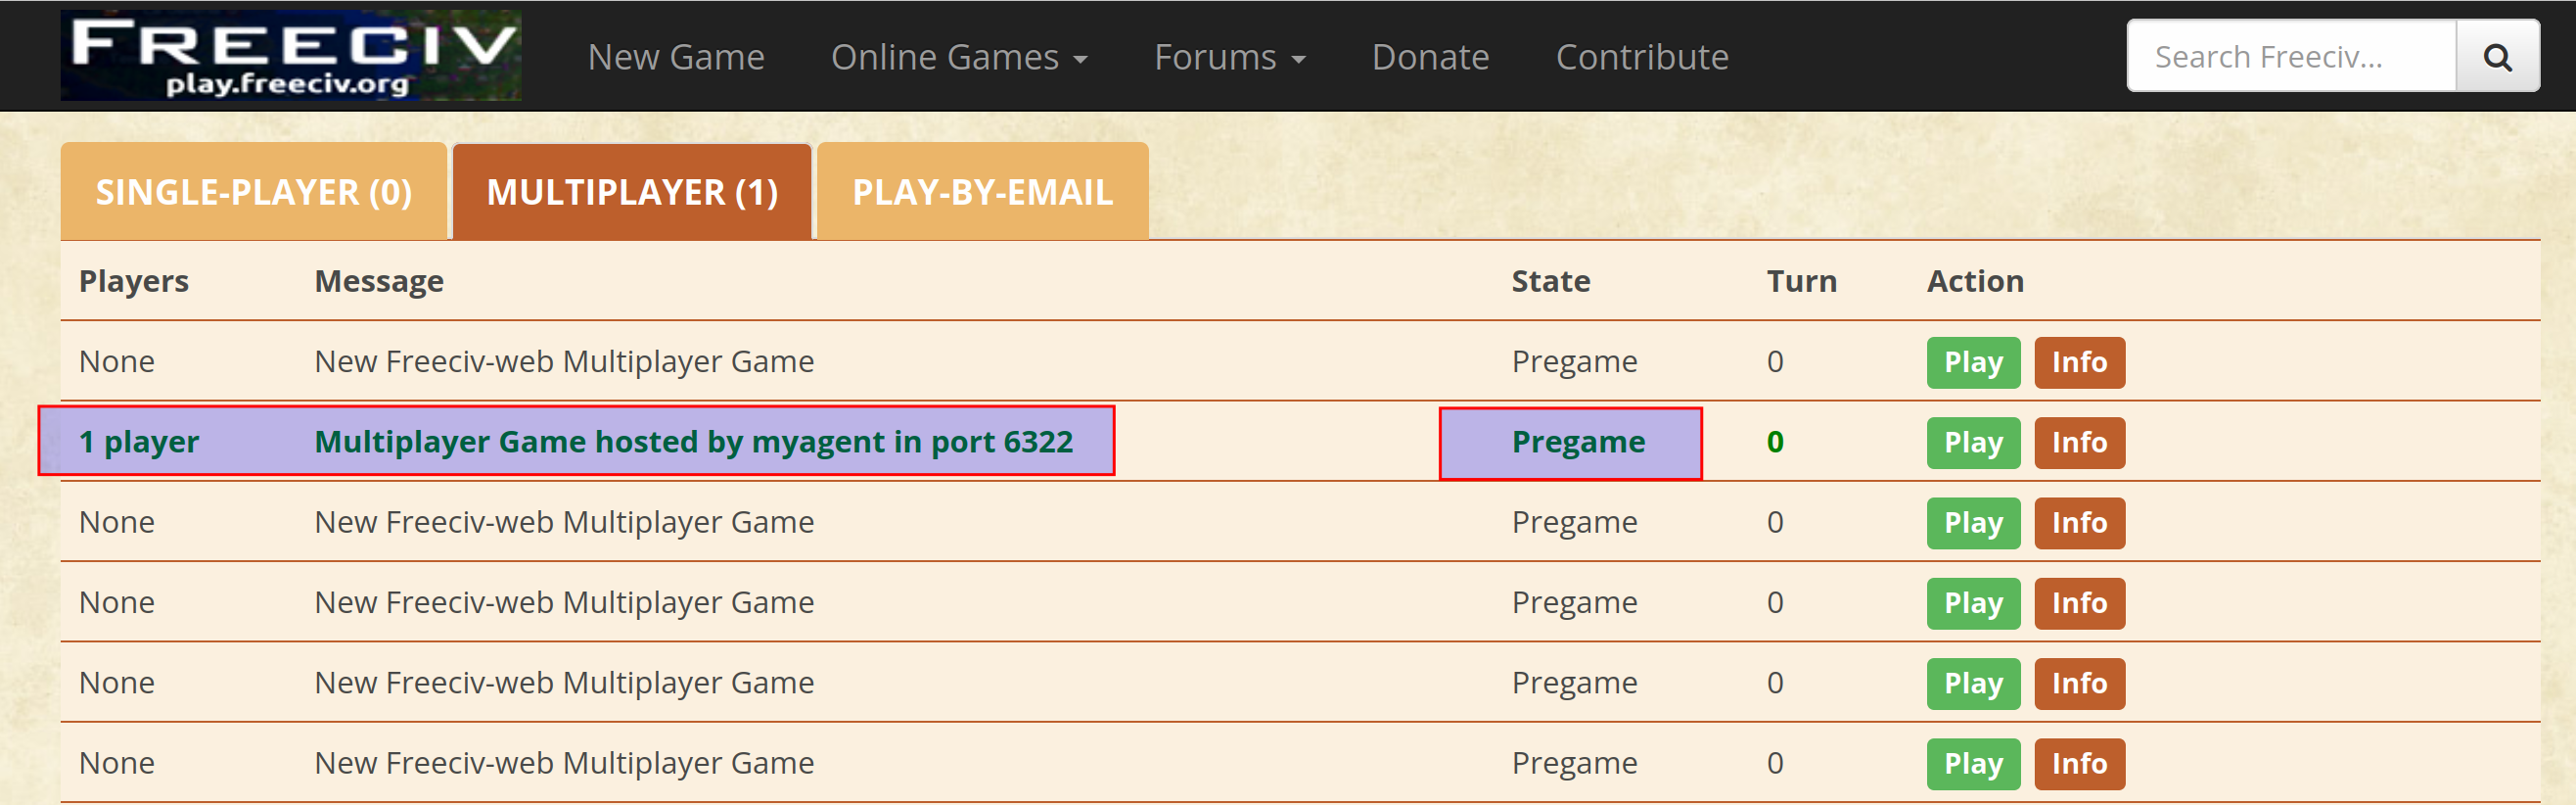 FREECIV
play.freeciv.org
New Game Online Games Forums Donate Contribute Search Freeciv...
SINGLE-PLAYER (0) MULTIPLAYER (1) PLAY-BY-EMAIL
Players Message State Turn Action
None New Freeciv-web Multiplayer Game Pregame 0 Play Info
1 player Multiplayer Game hosted by myagent in port 6322 Pregame 0 Play Info
None New Freeciv-web Multiplayer Game Pregame 0 Play Info
None New Freeciv-web Multiplayer Game Pregame 0 Play Info
None New Freeciv-web Multiplayer Game Pregame 0 Play Info
None New Freeciv-web Multiplayer Game Pregame 0 Play Info